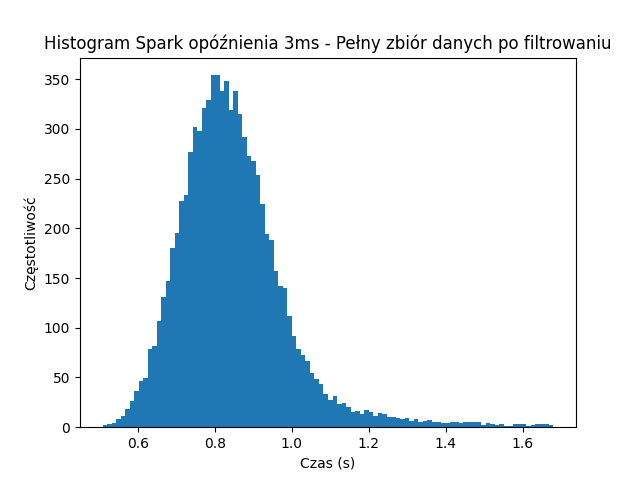 Histogram Spark opóźnienia 3ms - Pełny zbiór danych po filtrowaniu
350
300
250
200
150
100
50
0
Częstotliwość
0.6 0.8 1.0 1.2 1.4 1.6
Czas (s)